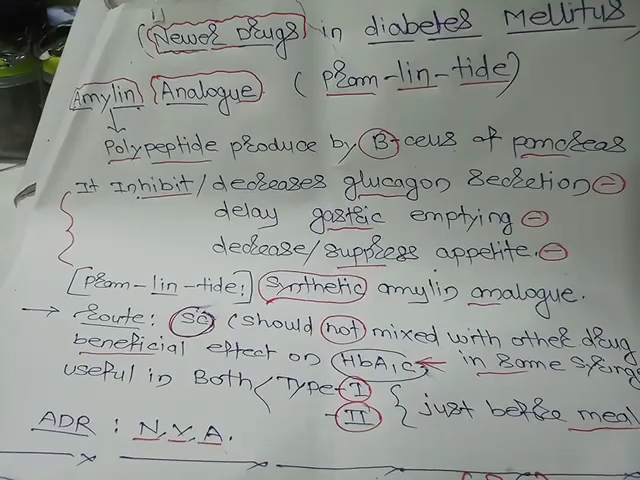 (Newer Drugs in diabetes Mellitus
Amylin Analogue (Pram-lin-tide)
Polypeptide produce by B-cells of pancreas
It Inhibit/decreases glucagon secretion
delay gastric emptying
decrease/suppress appetite.
[Pram-lin-tide:] Synthetic amylin analogue.
→ Route: SC (should not mixed with other drug
beneficial effect on HbA1c ← in same syringe
useful in Both < Type-I
-II } just before meal
ADR : N.V.A.